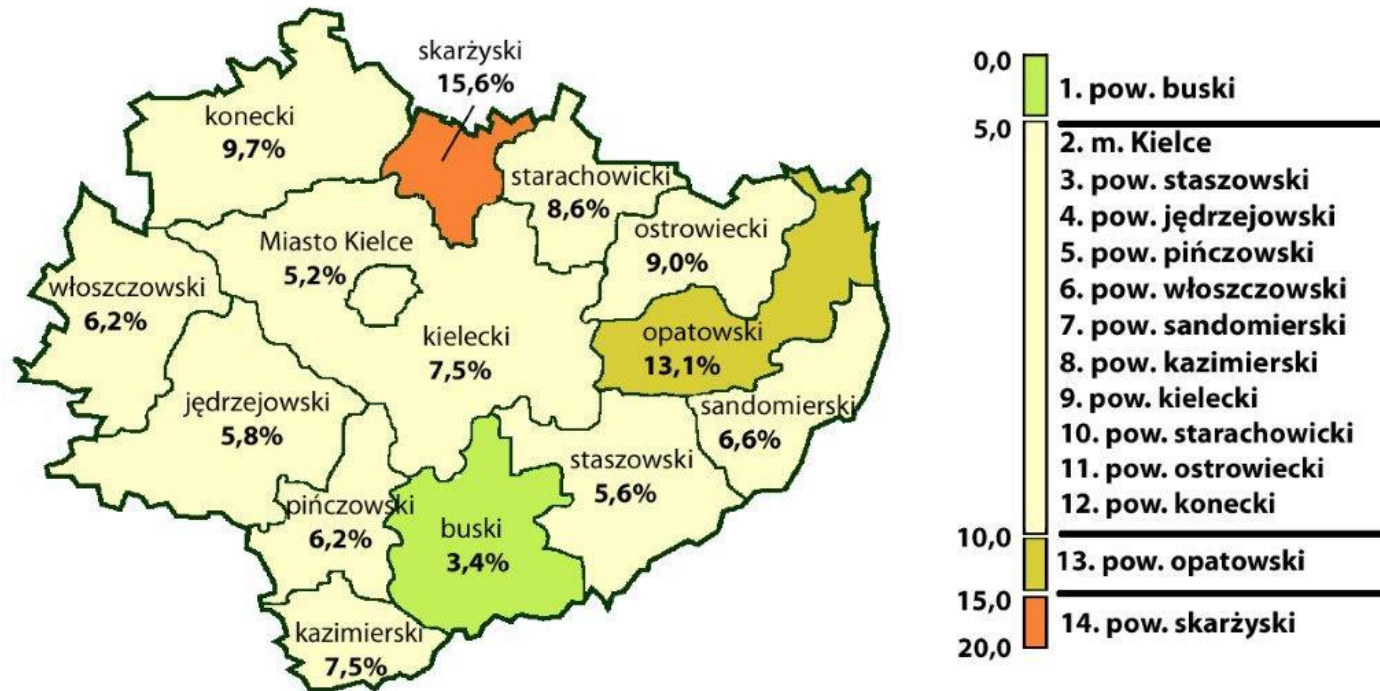 skarżyski
15,6%
konecki
9,7%
starachowicki
8,6%
ostrowiecki
9,0%
Miasto Kielce
5,2%
włoszczowski
6,2%
kielecki
7,5%
opatowski
13,1%
jędrzejowski
5,8%
sandomierski
6,6%
staszowski
5,6%
pińczowski
6,2%
buski
3,4%
kazimierski
7,5%
0,0
1. pow. buski
5,0
2. m. Kielce
3. pow. staszowski
4. pow. jędrzejowski
5. pow. pińczowski
6. pow. włoszczowski
7. pow. sandomierski
8. pow. kazimierski
9. pow. kielecki
10. pow. starachowicki
11. pow. ostrowiecki
12. pow. konecki
10,0
13. pow. opatowski
15,0
14. pow. skarżyski
20,0